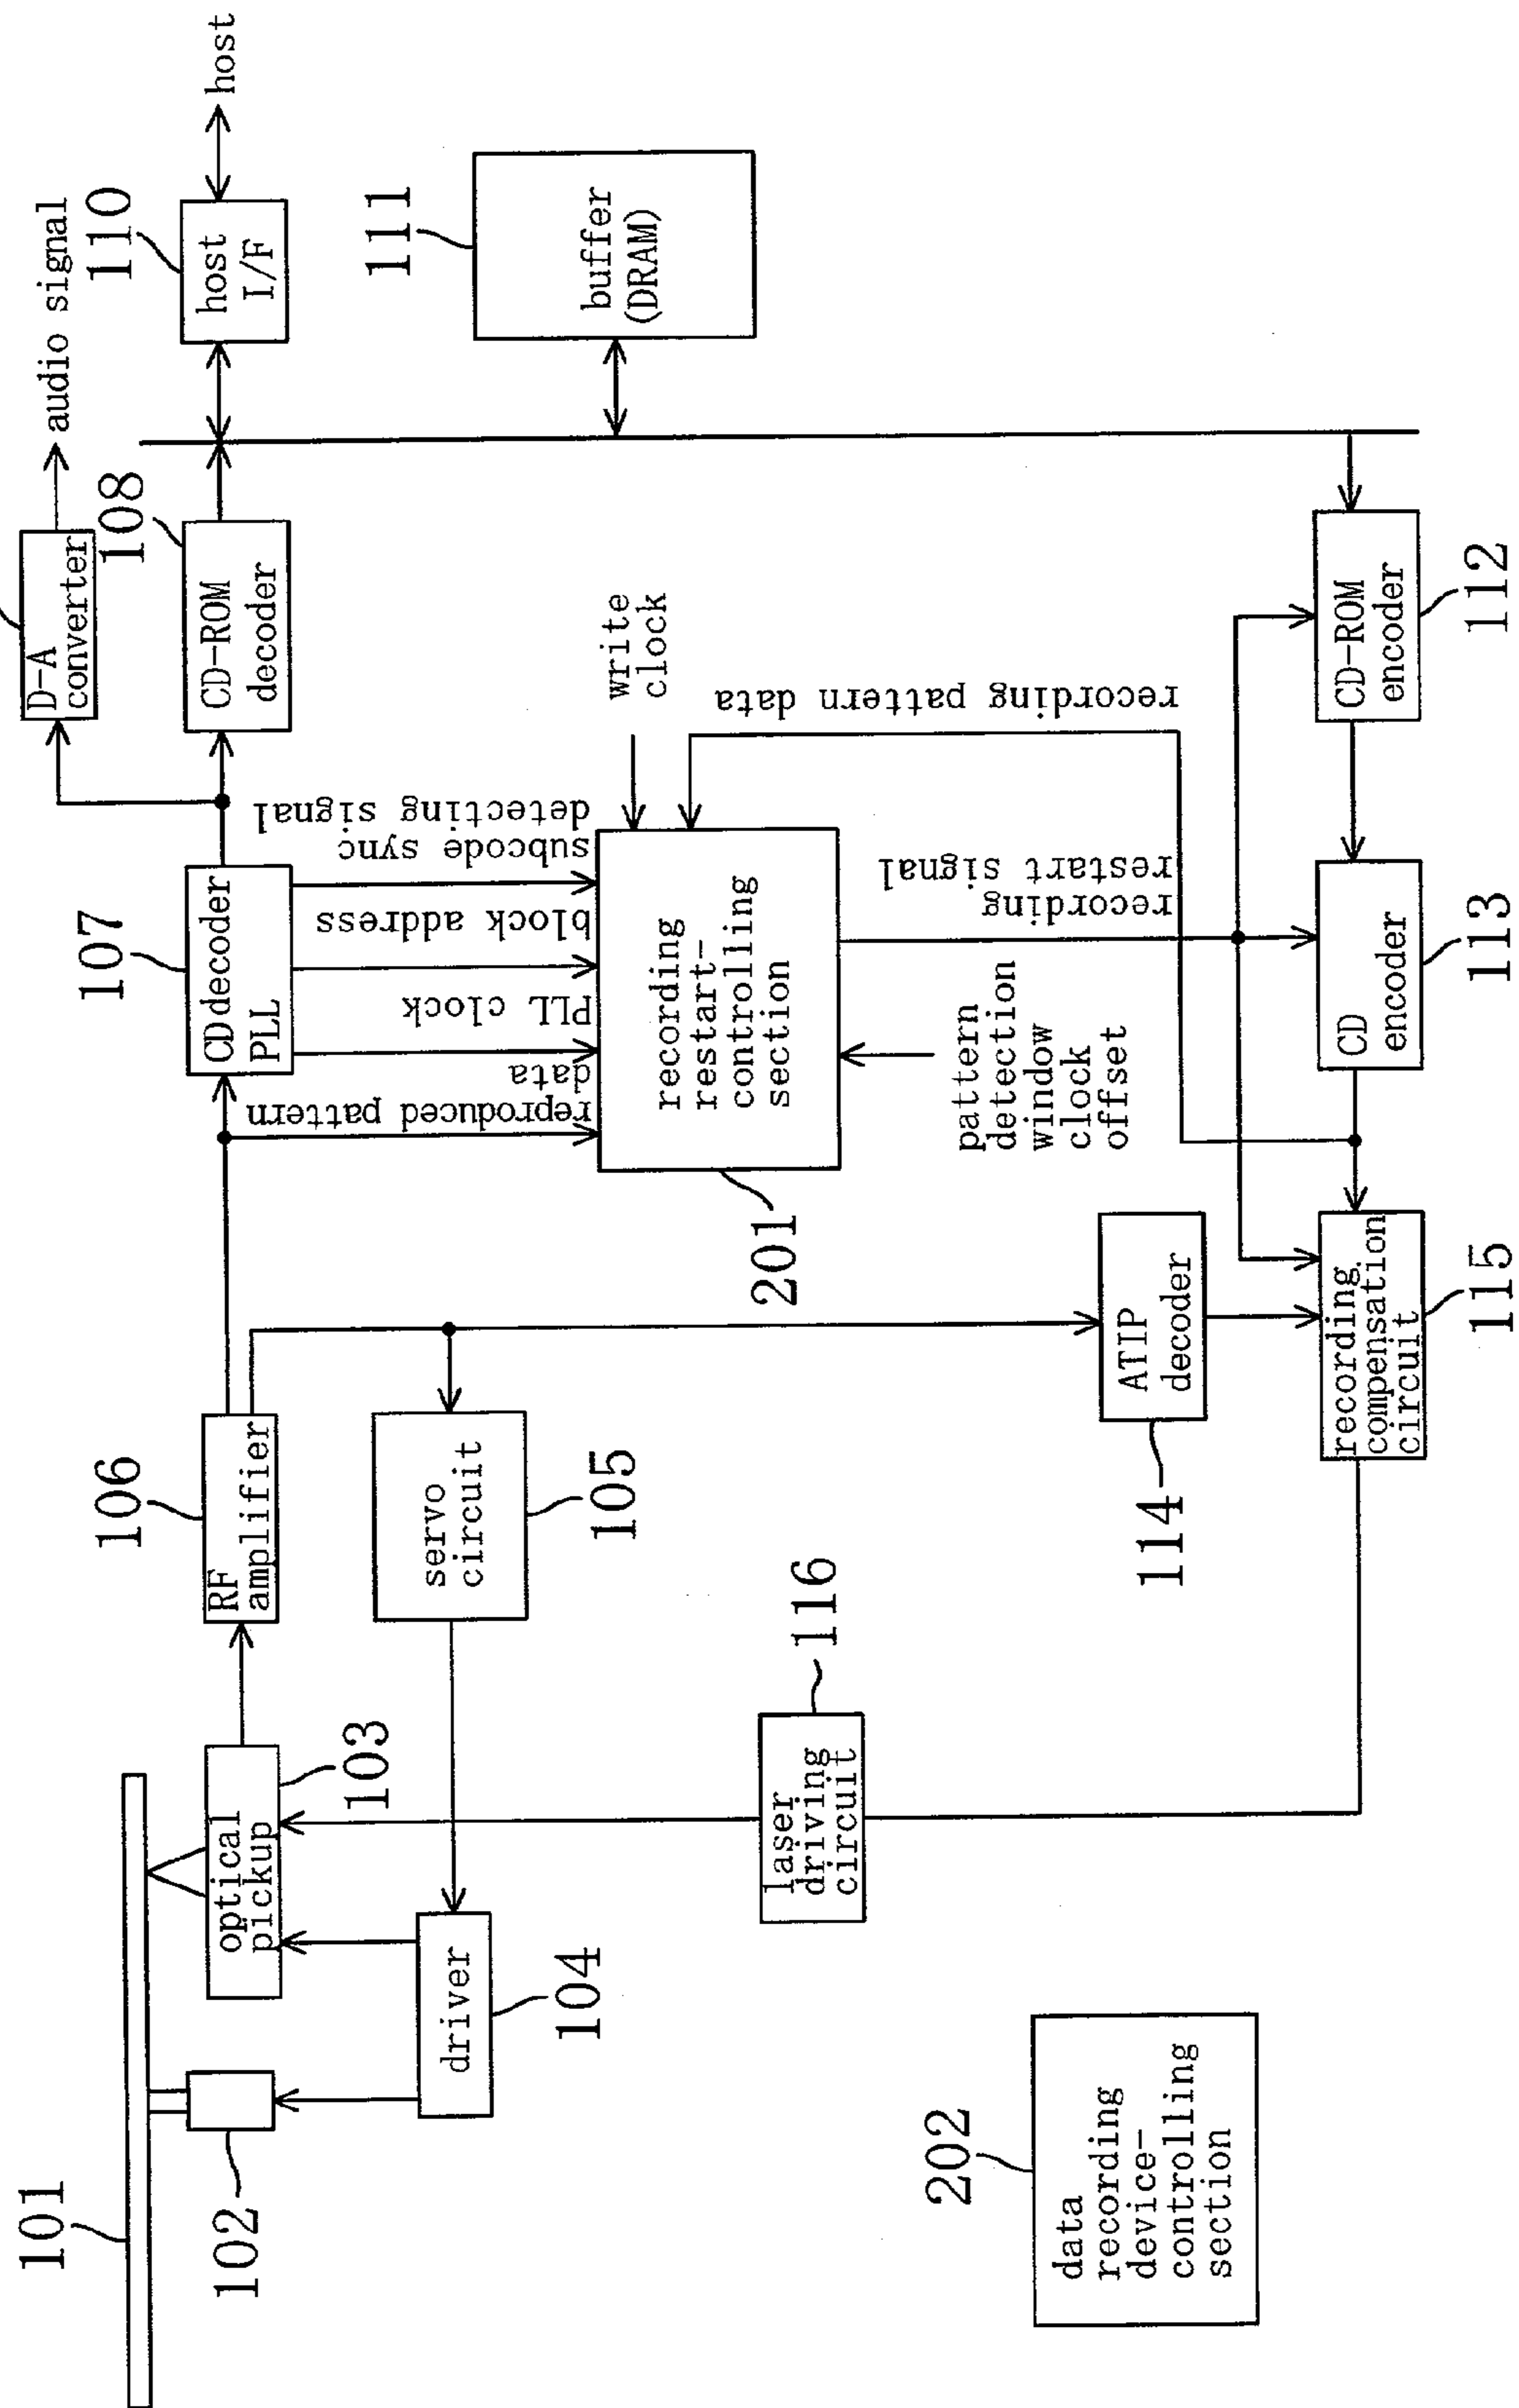 101
102
optical
pickup
103
driver
104
RF
amplifier
106
servo
circuit
105
CD decoder
PLL
107
D-A
converter
audio signal
CD-ROM
decoder
108
host
I/F
110
host
buffer
(DRAM)
111
reproduced pattern
data
PLL clock
block address
subcode sync
detecting signal
write
clock
recording pattern data
recording
restart-
controlling
section
201
pattern
detection
window
clock
offset
recording
restart signal
laser
driving
circuit
116
ATIP
decoder
114
recording
compensation
circuit
115
CD
encoder
113
CD-ROM
encoder
112
data
recording
device-
controlling
section
202